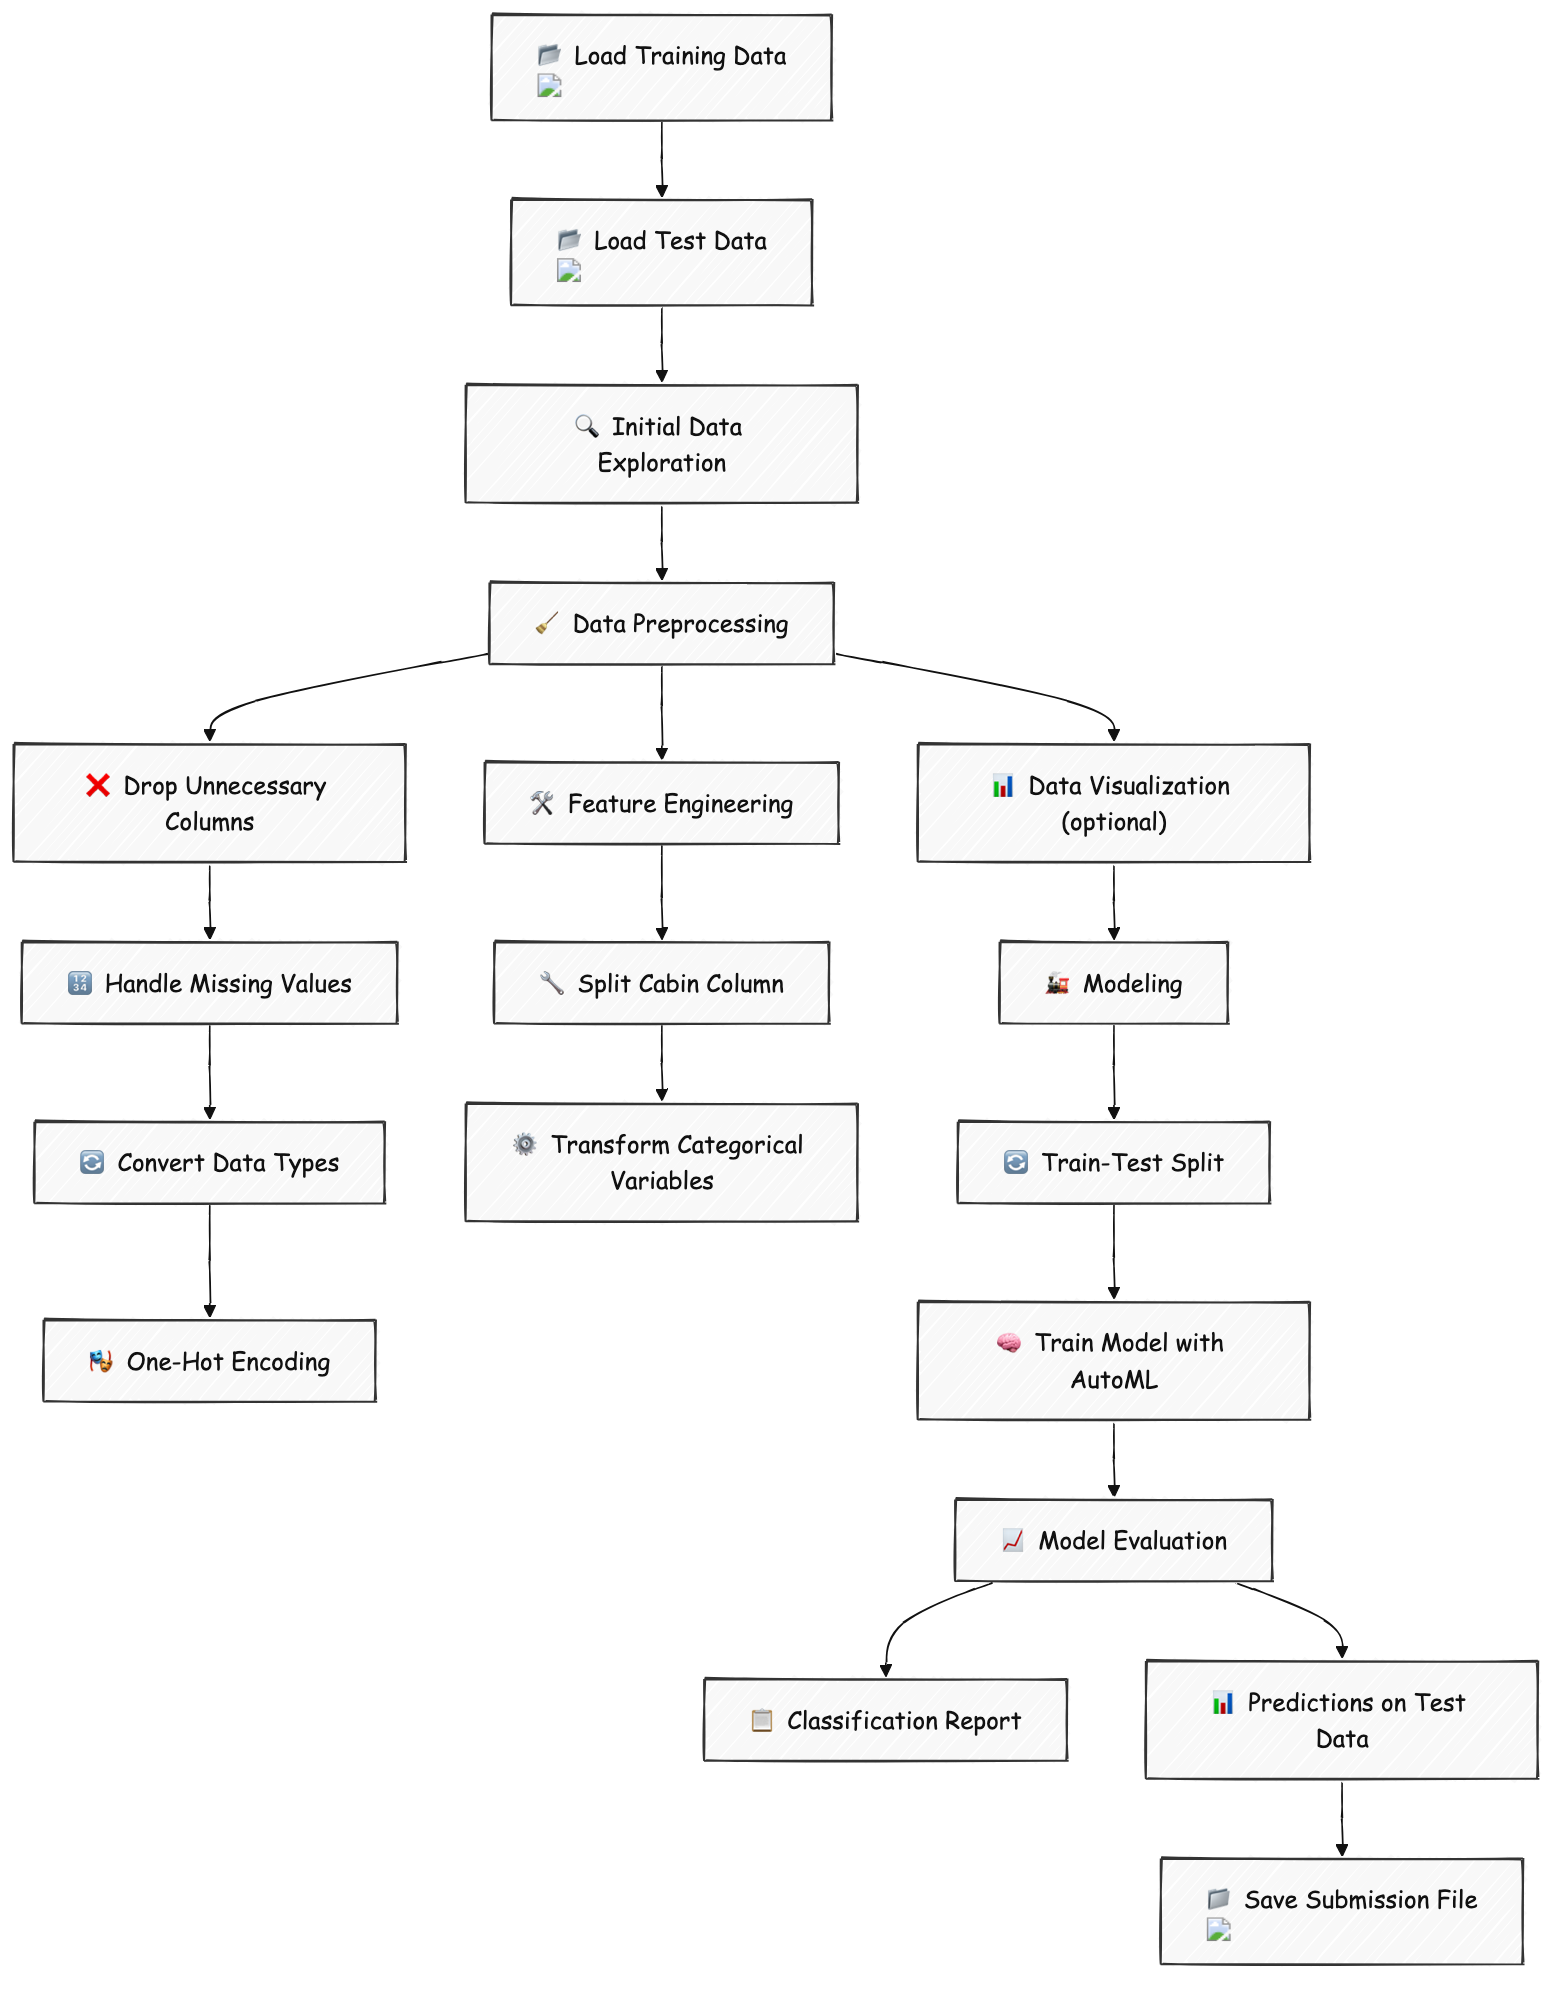 Load Training Data
Load Test Data
Initial Data
Exploration
Data Preprocessing
Drop Unnecessary
Columns
Feature Engineering
Data Visualization
(optional)
Handle Missing Values
Split Cabin Column
Modeling
Convert Data Types
Transform Categorical
Variables
Train-Test Split
One-Hot Encoding
Train Model with
AutoML
Model Evaluation
Classification Report
Predictions on Test
Data
Save Submission File